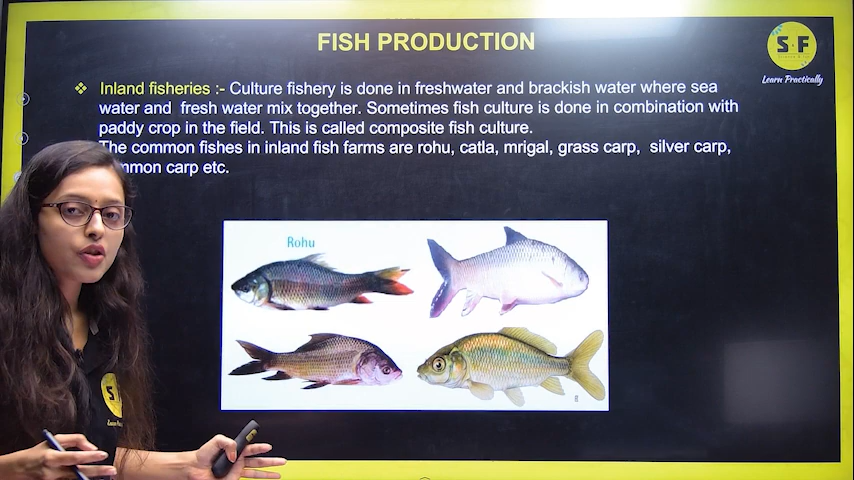 FISH PRODUCTION
S F
Learn Practically
❖ Inland fisheries :- Culture fishery is done in freshwater and brackish water where sea
water and fresh water mix together. Sometimes fish culture is done in combination with
paddy crop in the field. This is called composite fish culture.
The common fishes in inland fish farms are rohu, catla, mrigal, grass carp, silver carp,
mmon carp etc.
Rohu
g
S